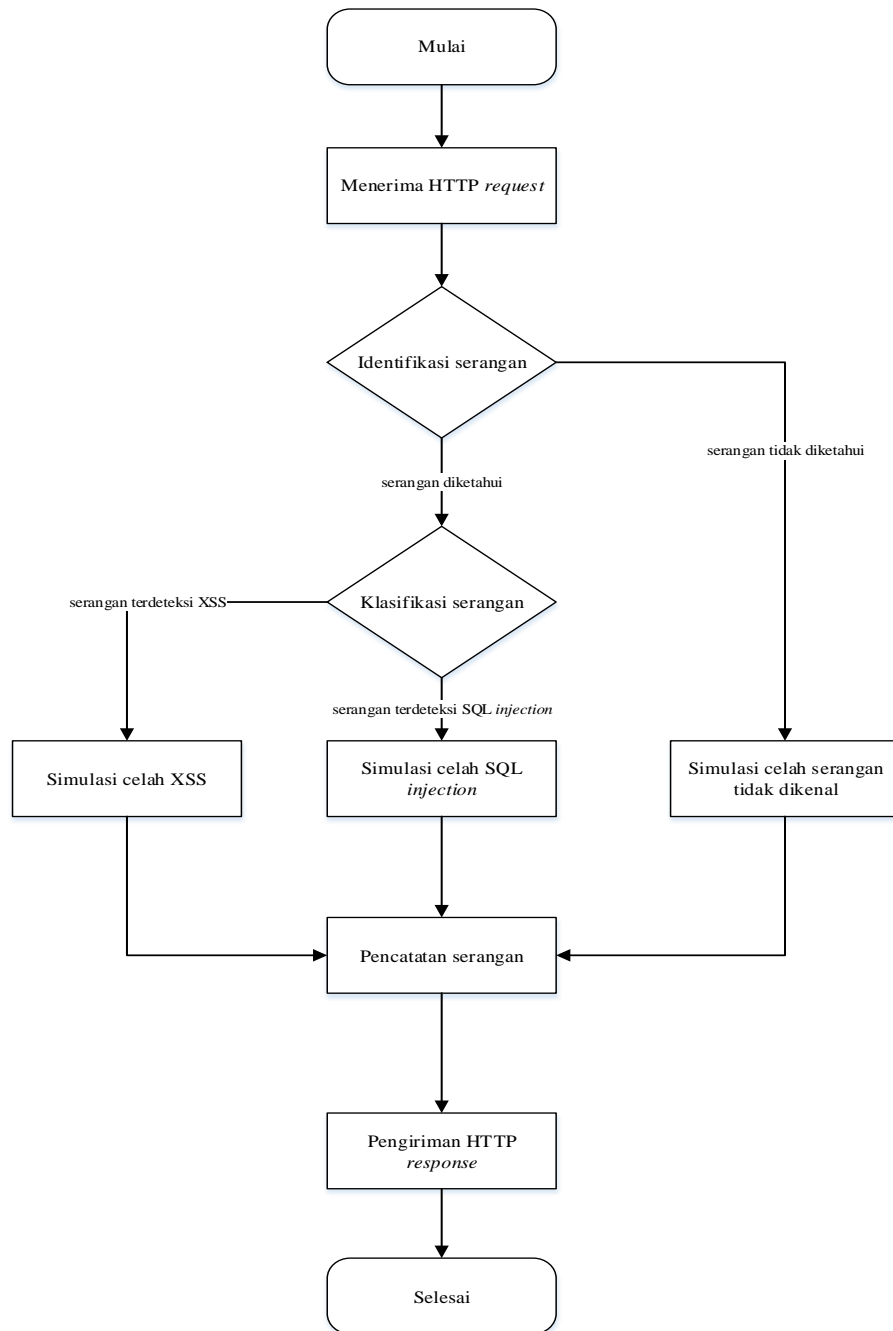 Mulai
Menerima HTTP request
Identifikasi serangan
serangan tidak diketahui
serangan diketahui
serangan terdeteksi XSS
Klasifikasi serangan
serangan terdeteksi SQL injection
Simulasi celah XSS
Simulasi celah SQL
injection
Simulasi celah serangan
tidak dikenal
Pencatatan serangan
Pengiriman HTTP
response
Selesai